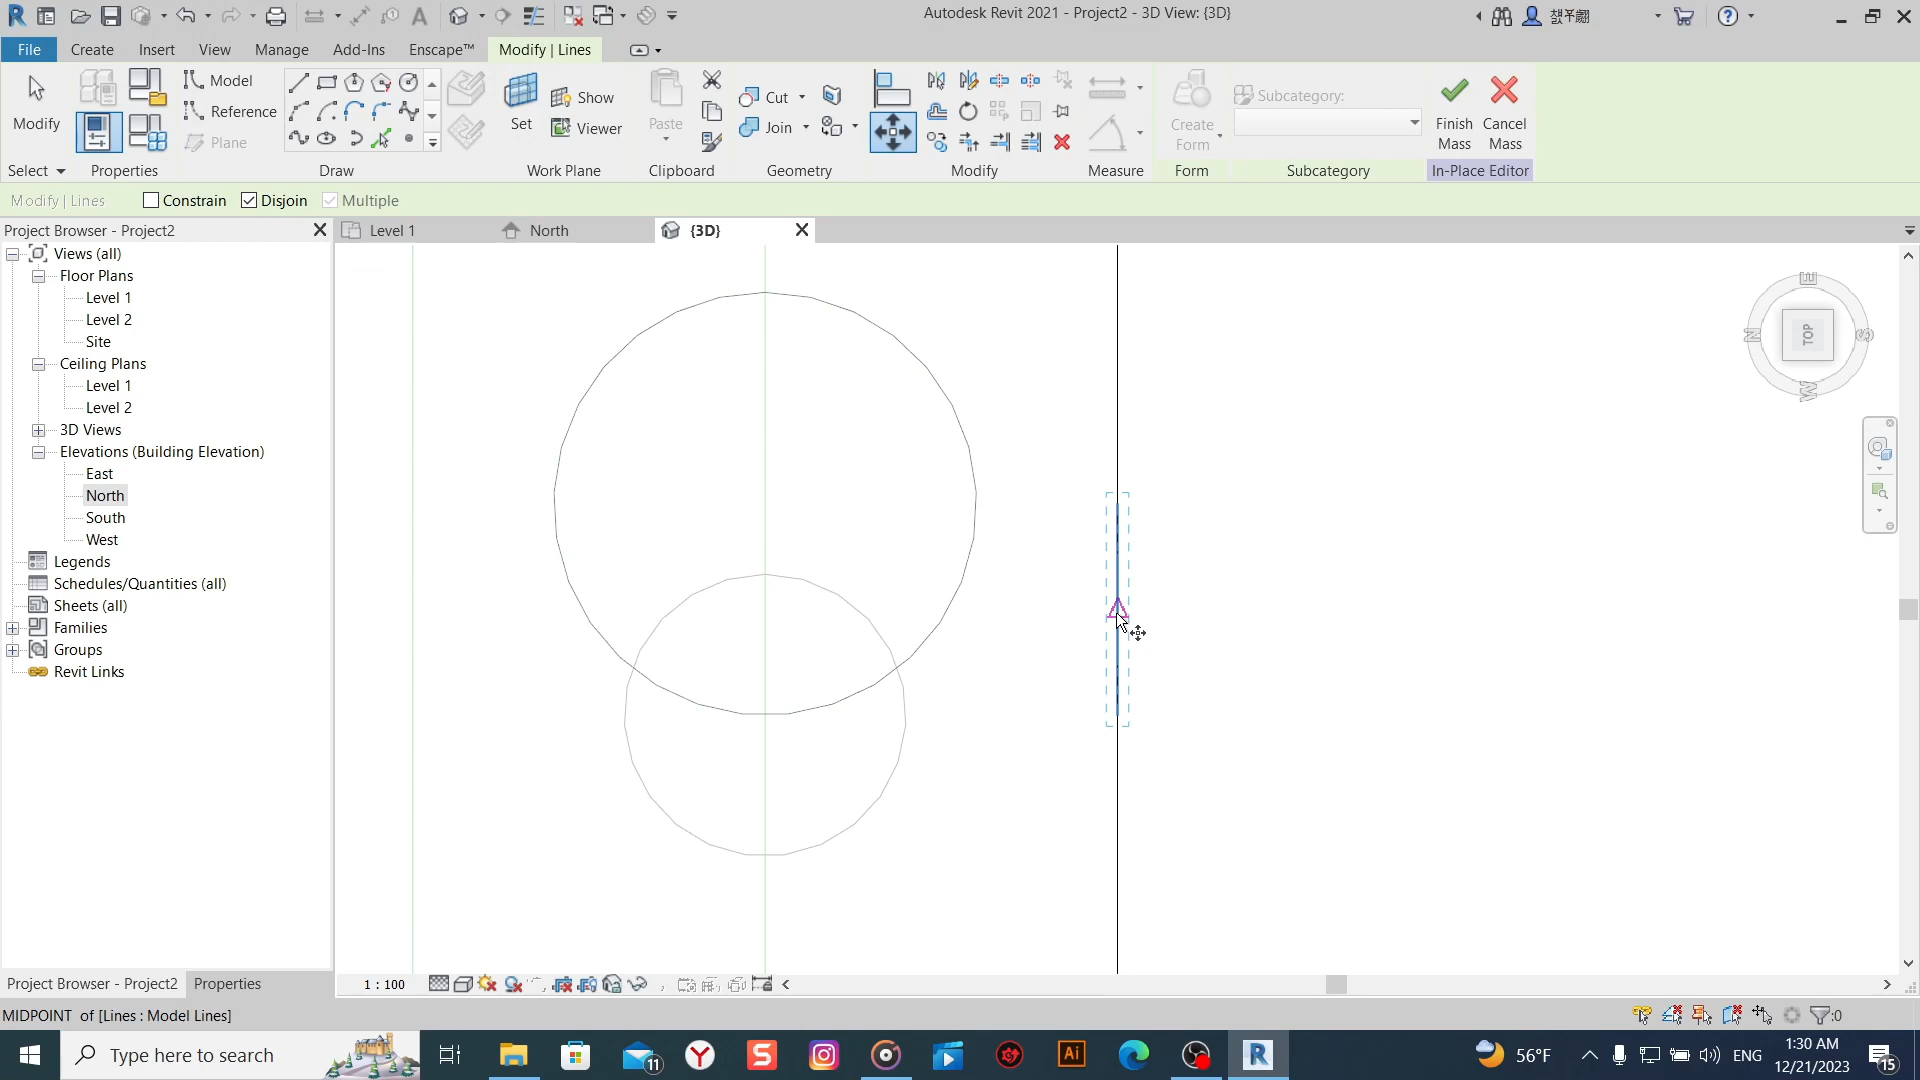 Autodesk Revit 2021 - Project2 - 3D View: {3D}
File Create Insert View Manage Add-Ins Enscape™ Modify | Lines
Modify
Model
Reference
Plane
Set
Show
Viewer
Paste
Cut
Join
Create
Form
Subcategory:
Finish
Mass
Cancel
Mass
Select Properties Draw Work Plane Clipboard Geometry Modify Measure Form Subcategory In-Place Editor
Modify | Lines Constrain Disjoin Multiple
Project Browser - Project2
Level 1 North {3D}
Views (all)
Floor Plans
Level 1
Level 2
Site
Ceiling Plans
Level 1
Level 2
3D Views
Elevations (Building Elevation)
East
North
South
West
Legends
Schedules/Quantities (all)
Sheets (all)
Families
Groups
Revit Links
TOP
E
S
W
N
Project Browser - Project2 Properties
1 : 100
MIDPOINT of [Lines : Model Lines]
:0
Type here to search
11
Ai
56°F
ENG
1:30 AM
12/21/2023
15